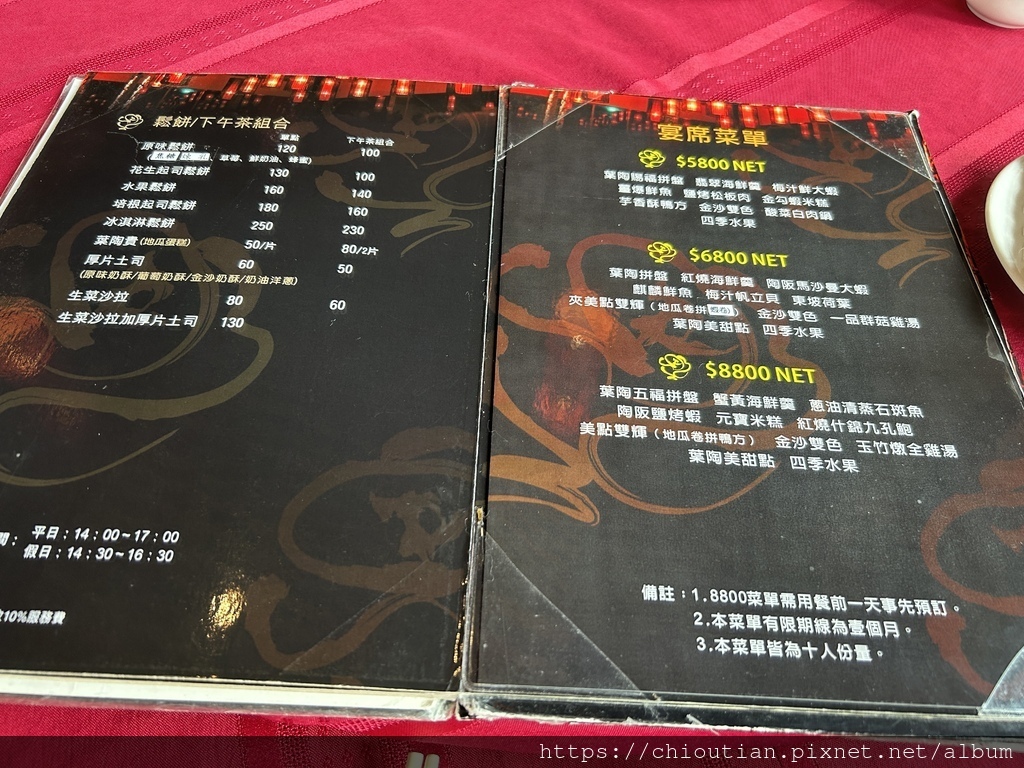 鬆餅/下午茶組合
單點 下午茶組合
原味鬆餅 120 100
草莓、鮮奶油、蜂蜜)
花生起司鬆餅 130 100
水果鬆餅 160 140
培根起司鬆餅 180 160
冰淇淋鬆餅 250 230
葉陶貴(地瓜蛋糕) 50/片 80/2片
厚片土司 60 50
(原味奶酥/葡萄奶酥/金沙奶酥/奶油洋蔥)
生菜沙拉 80 60
生菜沙拉加厚片土司 130
間: 平日:14:00~17:00
假日:14:30~16:30
10%服務費
宴席菜單
$5800 NET
葉陶賜福拼盤 翡翠海鮮羹 梅汁鮮大蝦
薑爆鮮魚 鹽烤松板肉 金勾蝦米糕
芋香酥鴨方 金沙雙色 酸菜白肉鍋
四季水果
$6800 NET
葉陶拼盤 紅燒海鮮羹 陶阪馬沙曼大蝦
麒麟鮮魚 梅汁帆立貝 東坡荷葉
夾美點雙輝(地瓜卷拼) 金沙雙色 一品群菇雞湯
葉陶美甜點 四季水果
$8800 NET
葉陶五福拼盤 蟹黃海鮮羹 蔥油清蒸石斑魚
陶阪鹽烤蝦 元寶米糕 紅燒什錦九孔鮑
美點雙輝(地瓜卷拼鴨方) 金沙雙色 玉竹燉全雞湯
葉陶美甜點 四季水果
備註:1.8800菜單需用餐前一天事先預訂。
2.本菜單有限期線為壹個月。
3.本菜單皆為十人份量。
https://chioutian.pixnet.net/album